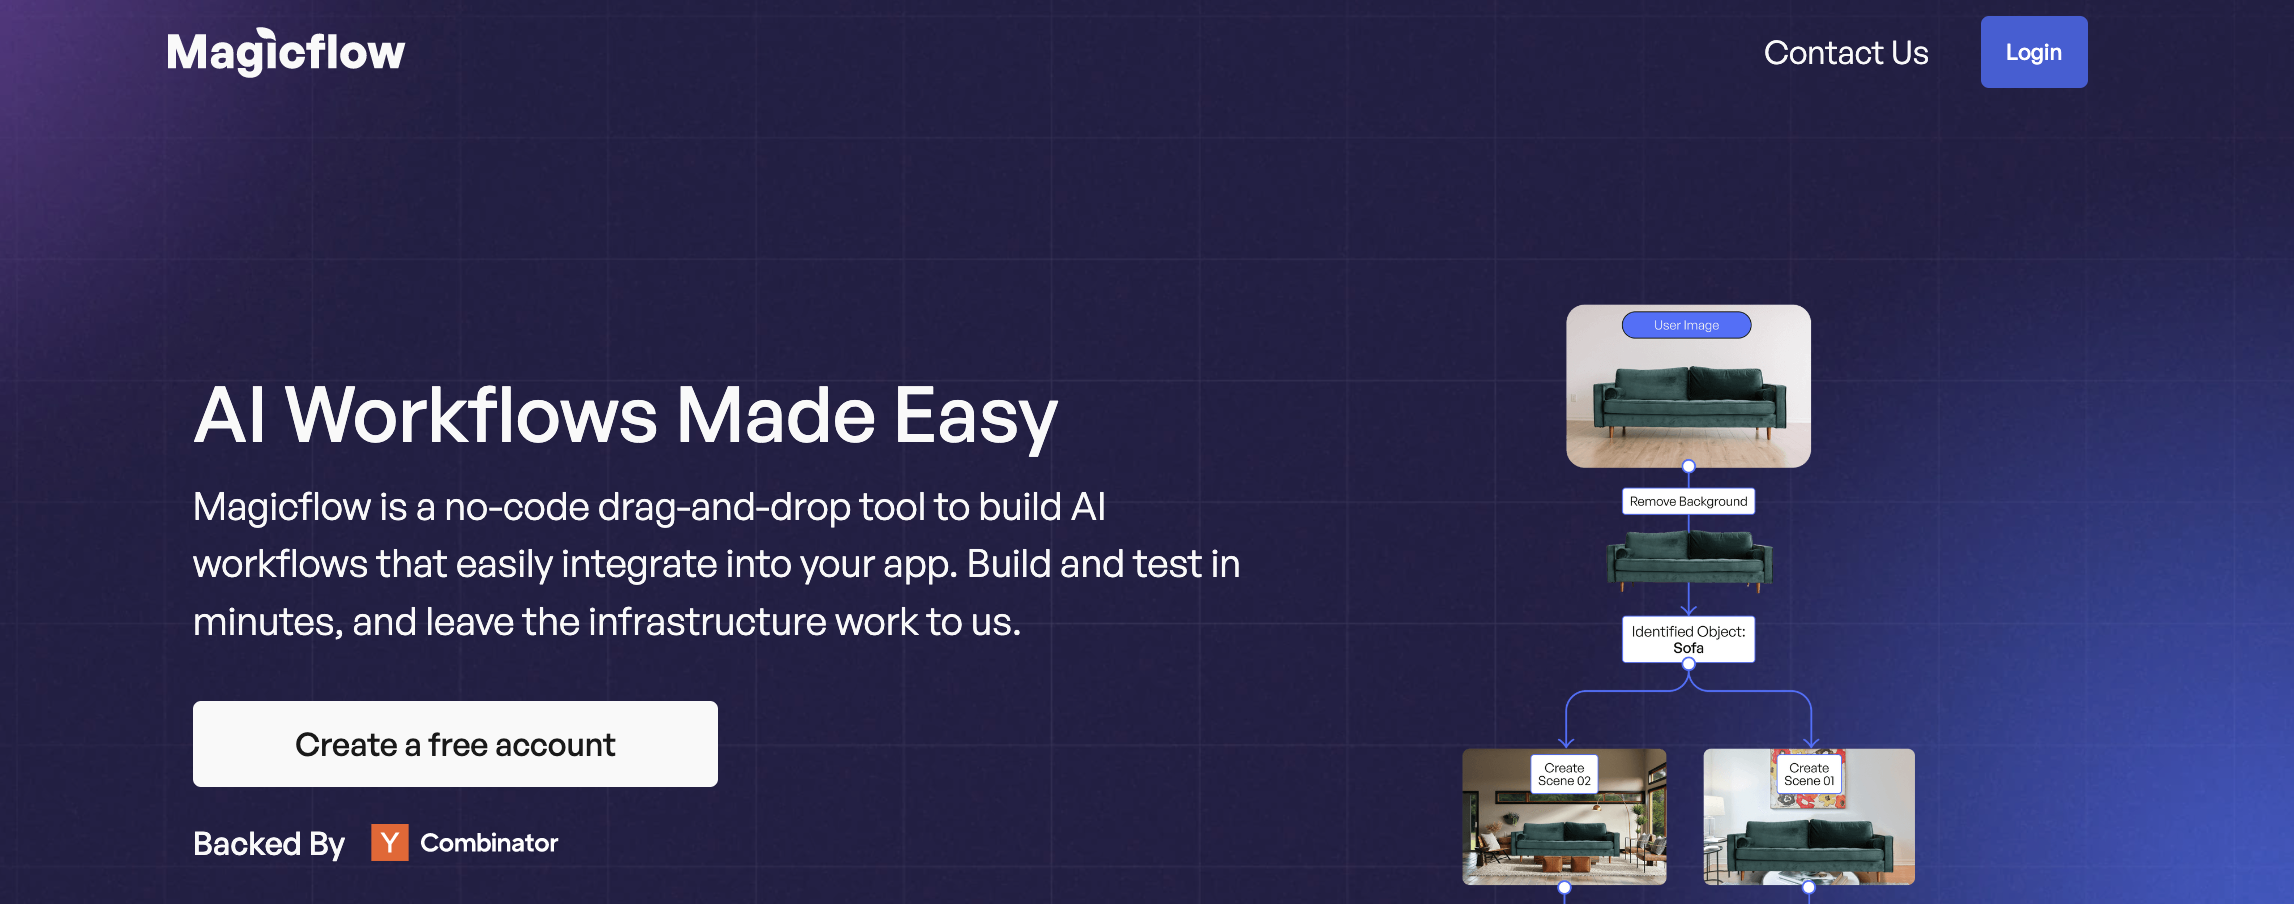 Magicflow
Contact Us
Login
AI Workflows Made Easy
Magicflow is a no-code drag-and-drop tool to build AI
workflows that easily integrate into your app. Build and test in
minutes, and leave the infrastructure work to us.
Create a free account
Backed By
Y Combinator
User Image
Remove Background
Identified Object:
Sofa
Create
Scene 02
Create
Scene 01